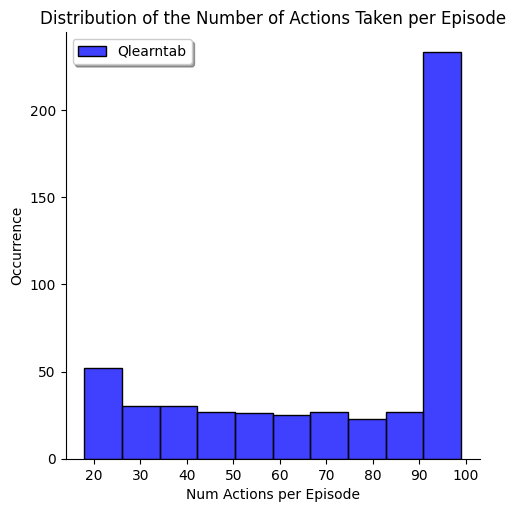 Distribution of the Number of Actions Taken per Episode
Qlearntab
Occurrence
200
150
100
50
0
20 30 40 50 60 70 80 90 100
Num Actions per Episode